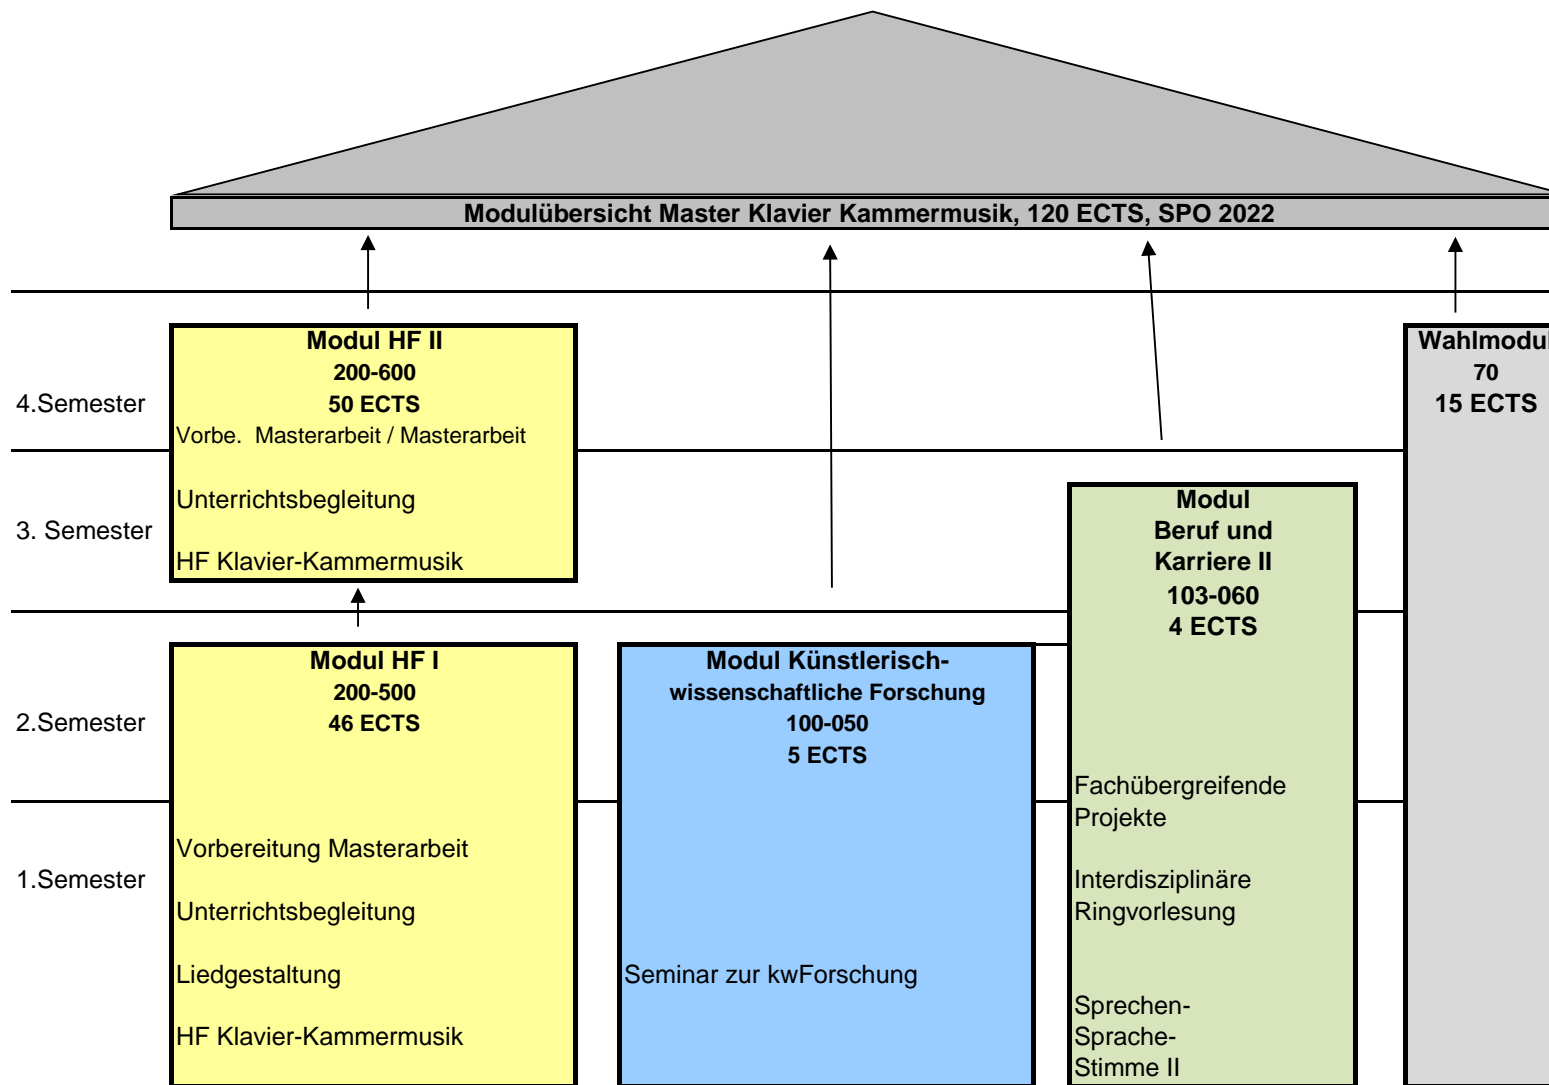 Modulübersicht Master Klavier Kammermusik, 120 ECTS, SPO 2022
4.Semester
3. Semester
2.Semester
1.Semester
Modul HF II
200-600
50 ECTS
Vorbe.  Masterarbeit / Masterarbeit
Unterrichtsbegleitung
HF Klavier-Kammermusik
Modul HF I
200-500
46 ECTS
Vorbereitung Masterarbeit
Unterrichtsbegleitung
Liedgestaltung
HF Klavier-Kammermusik
Modul Künstlerisch-
wissenschaftliche Forschung
100-050
5 ECTS
Seminar zur kwForschung
Modul
Beruf und
Karriere II
103-060
4 ECTS
Fachübergreifende
Projekte
Interdisziplinäre
Ringvorlesung
Sprechen-
Sprache-
Stimme II
Wahlmodul
70
15 ECTS